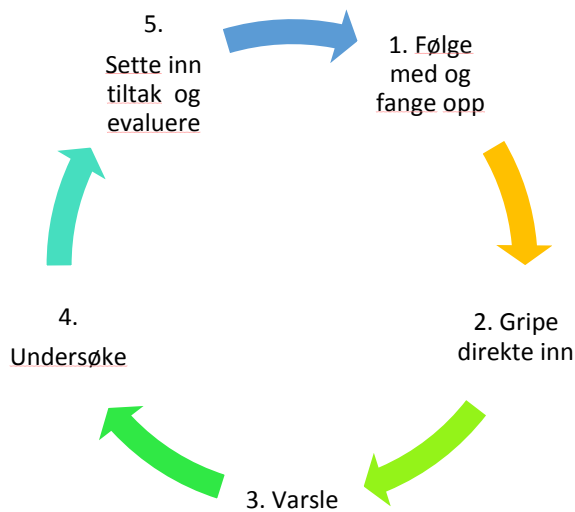 1. Følge
med og
fange opp
2. Gripe
direkte inn
3. Varsle
4.
Undersøke
5.
Sette inn
tiltak og
evaluere